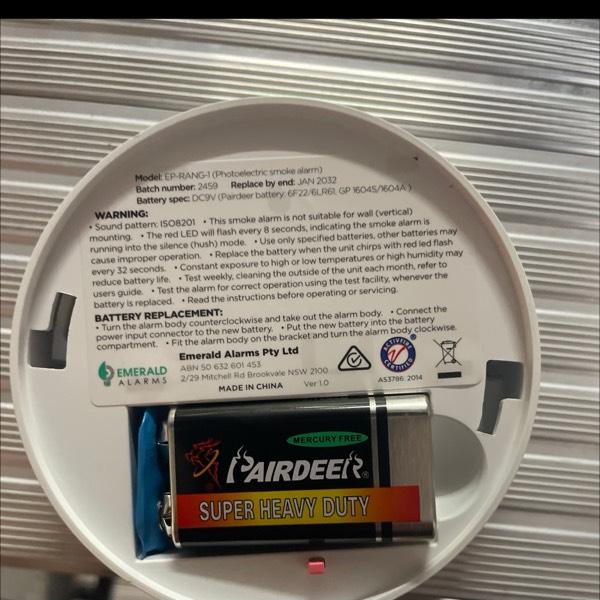 Model: EP-RANG-1 (Photoelectric smoke alarm)
Batch number: 2459 Replace by end: JAN 2032
Battery spec: DC9V (Pairdeer battery: 6F22/6LR61, GP 1604S/1604A)
WARNING:
• Sound pattern: ISO8201 • This smoke alarm is not suitable for wall (vertical)
mounting. • The red LED will flash every 8 seconds, indicating the smoke alarm is
running into the silence (hush) mode. • Use only specified batteries, other batteries may
cause improper operation. • Replace the battery when the unit chirps with red led flash
every 32 seconds. • Constant exposure to high or low temperatures or high humidity may
reduce battery life. • Test weekly, cleaning the outside of the unit each month, refer to
users guide. • Test the alarm for correct operation using the test facility, whenever the
battery is replaced. • Read the instructions before operating or servicing.
BATTERY REPLACEMENT:
• Turn the alarm body counterclockwise and take out the alarm body. • Connect the
power input connector to the new battery. • Put the new battery into the battery
compartment. • Fit the alarm body on the bracket and turn the alarm body clockwise.
EMERALD
ALARMS
Emerald Alarms Pty Ltd
ABN 50 632 601 453
2/29 Mitchell Rd Brookvale NSW 2100
MADE IN CHINA Ver 1.0
ACTIVFIRE
CERTIFIED
AS3786, 2014
MERCURY FREE
PAIRDEER®
SUPER HEAVY DUTY